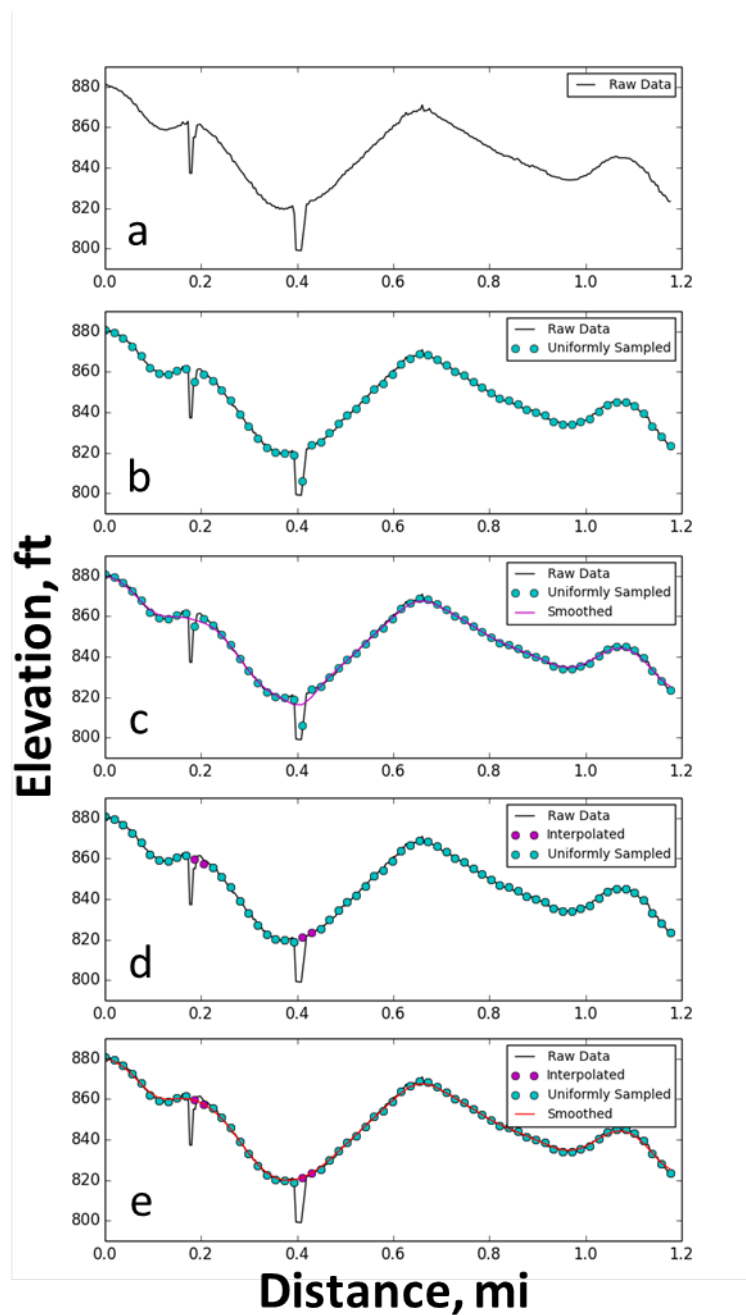 Elevation, ft
880
860
840
820
800
a
Raw Data
0.0 0.2 0.4 0.6 0.8 1.0 1.2
880
860
840
820
800
b
Raw Data
Uniformly Sampled
0.0 0.2 0.4 0.6 0.8 1.0 1.2
880
860
840
820
800
c
Raw Data
Uniformly Sampled
Smoothed
0.0 0.2 0.4 0.6 0.8 1.0 1.2
880
860
840
820
800
d
Raw Data
Interpolated
Uniformly Sampled
0.0 0.2 0.4 0.6 0.8 1.0 1.2
880
860
840
820
800
e
Raw Data
Interpolated
Uniformly Sampled
Smoothed
0.0 0.2 0.4 0.6 0.8 1.0 1.2
Distance, mi